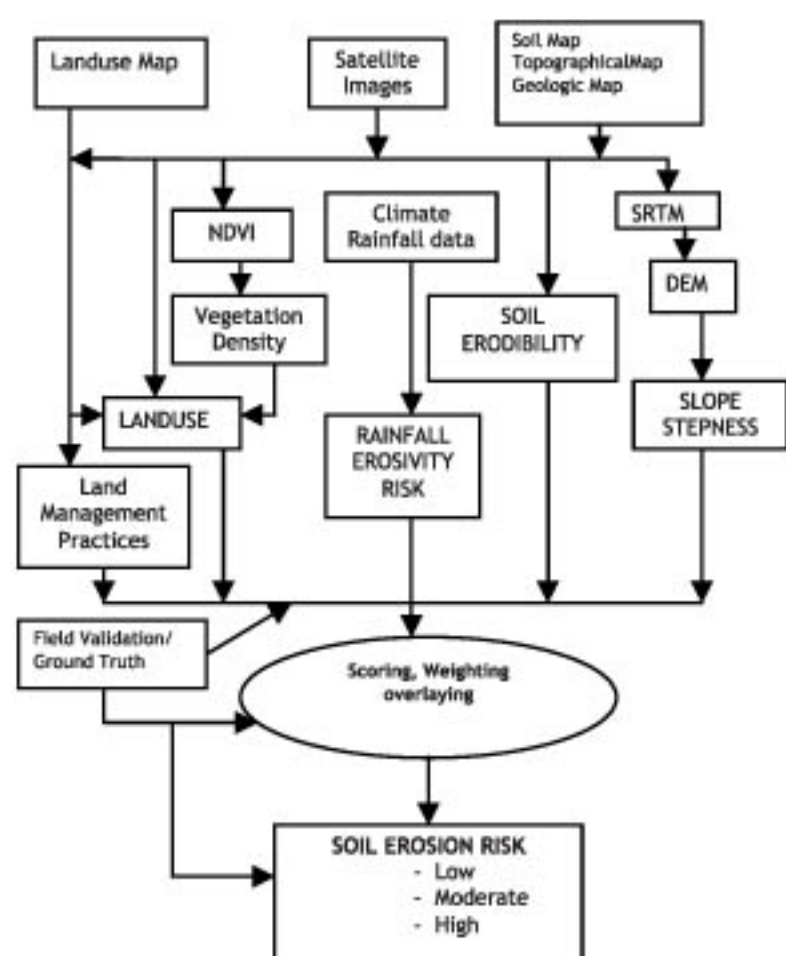 Landuse Map
Satellite
Images
Soil Map
TopographicalMap
Geologic Map
NDVI
Climate
Rainfall data
SRTM
DEM
Vegetation
Density
SOIL
ERODIBILITY
LANDUSE
SLOPE
STEPNESS
RAINFALL
EROSIVITY
RISK
Land
Management
Practices
Field Validation/
Ground Truth
Scoring, Weighting
overlaying
SOIL EROSION RISK
- Low
- Moderate
- High